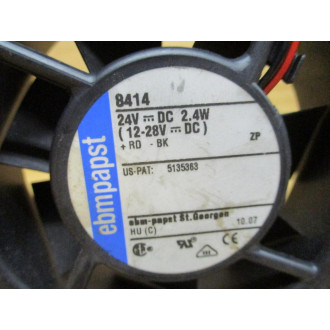 ebmpapst
8414
24V ⎓ DC 2.4W
(12-28V ⎓ DC)
+ RD - BK
ZP
US-PAT: 5135363
ebm-papst St.Georgen
HU (C)
10.07